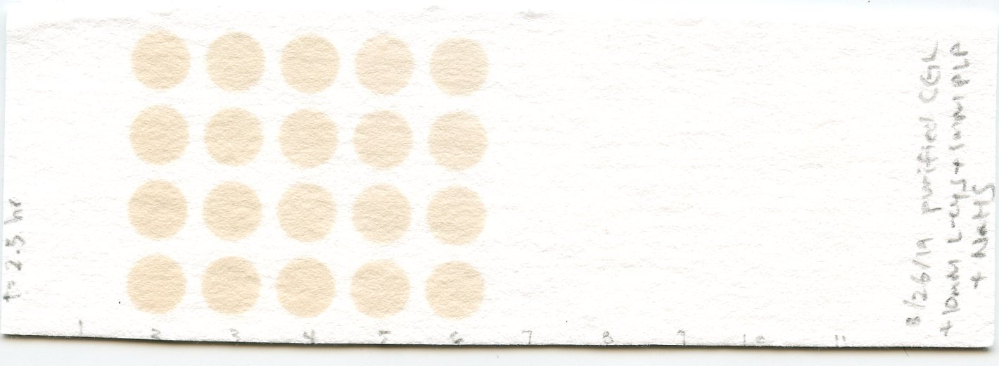 t=2.5 hr
1 2 3 4 5 6 7 8 9 10 11
8/26/19 purified CGL
+ 10mM L-cys + 1mM PLP
+ NaHS